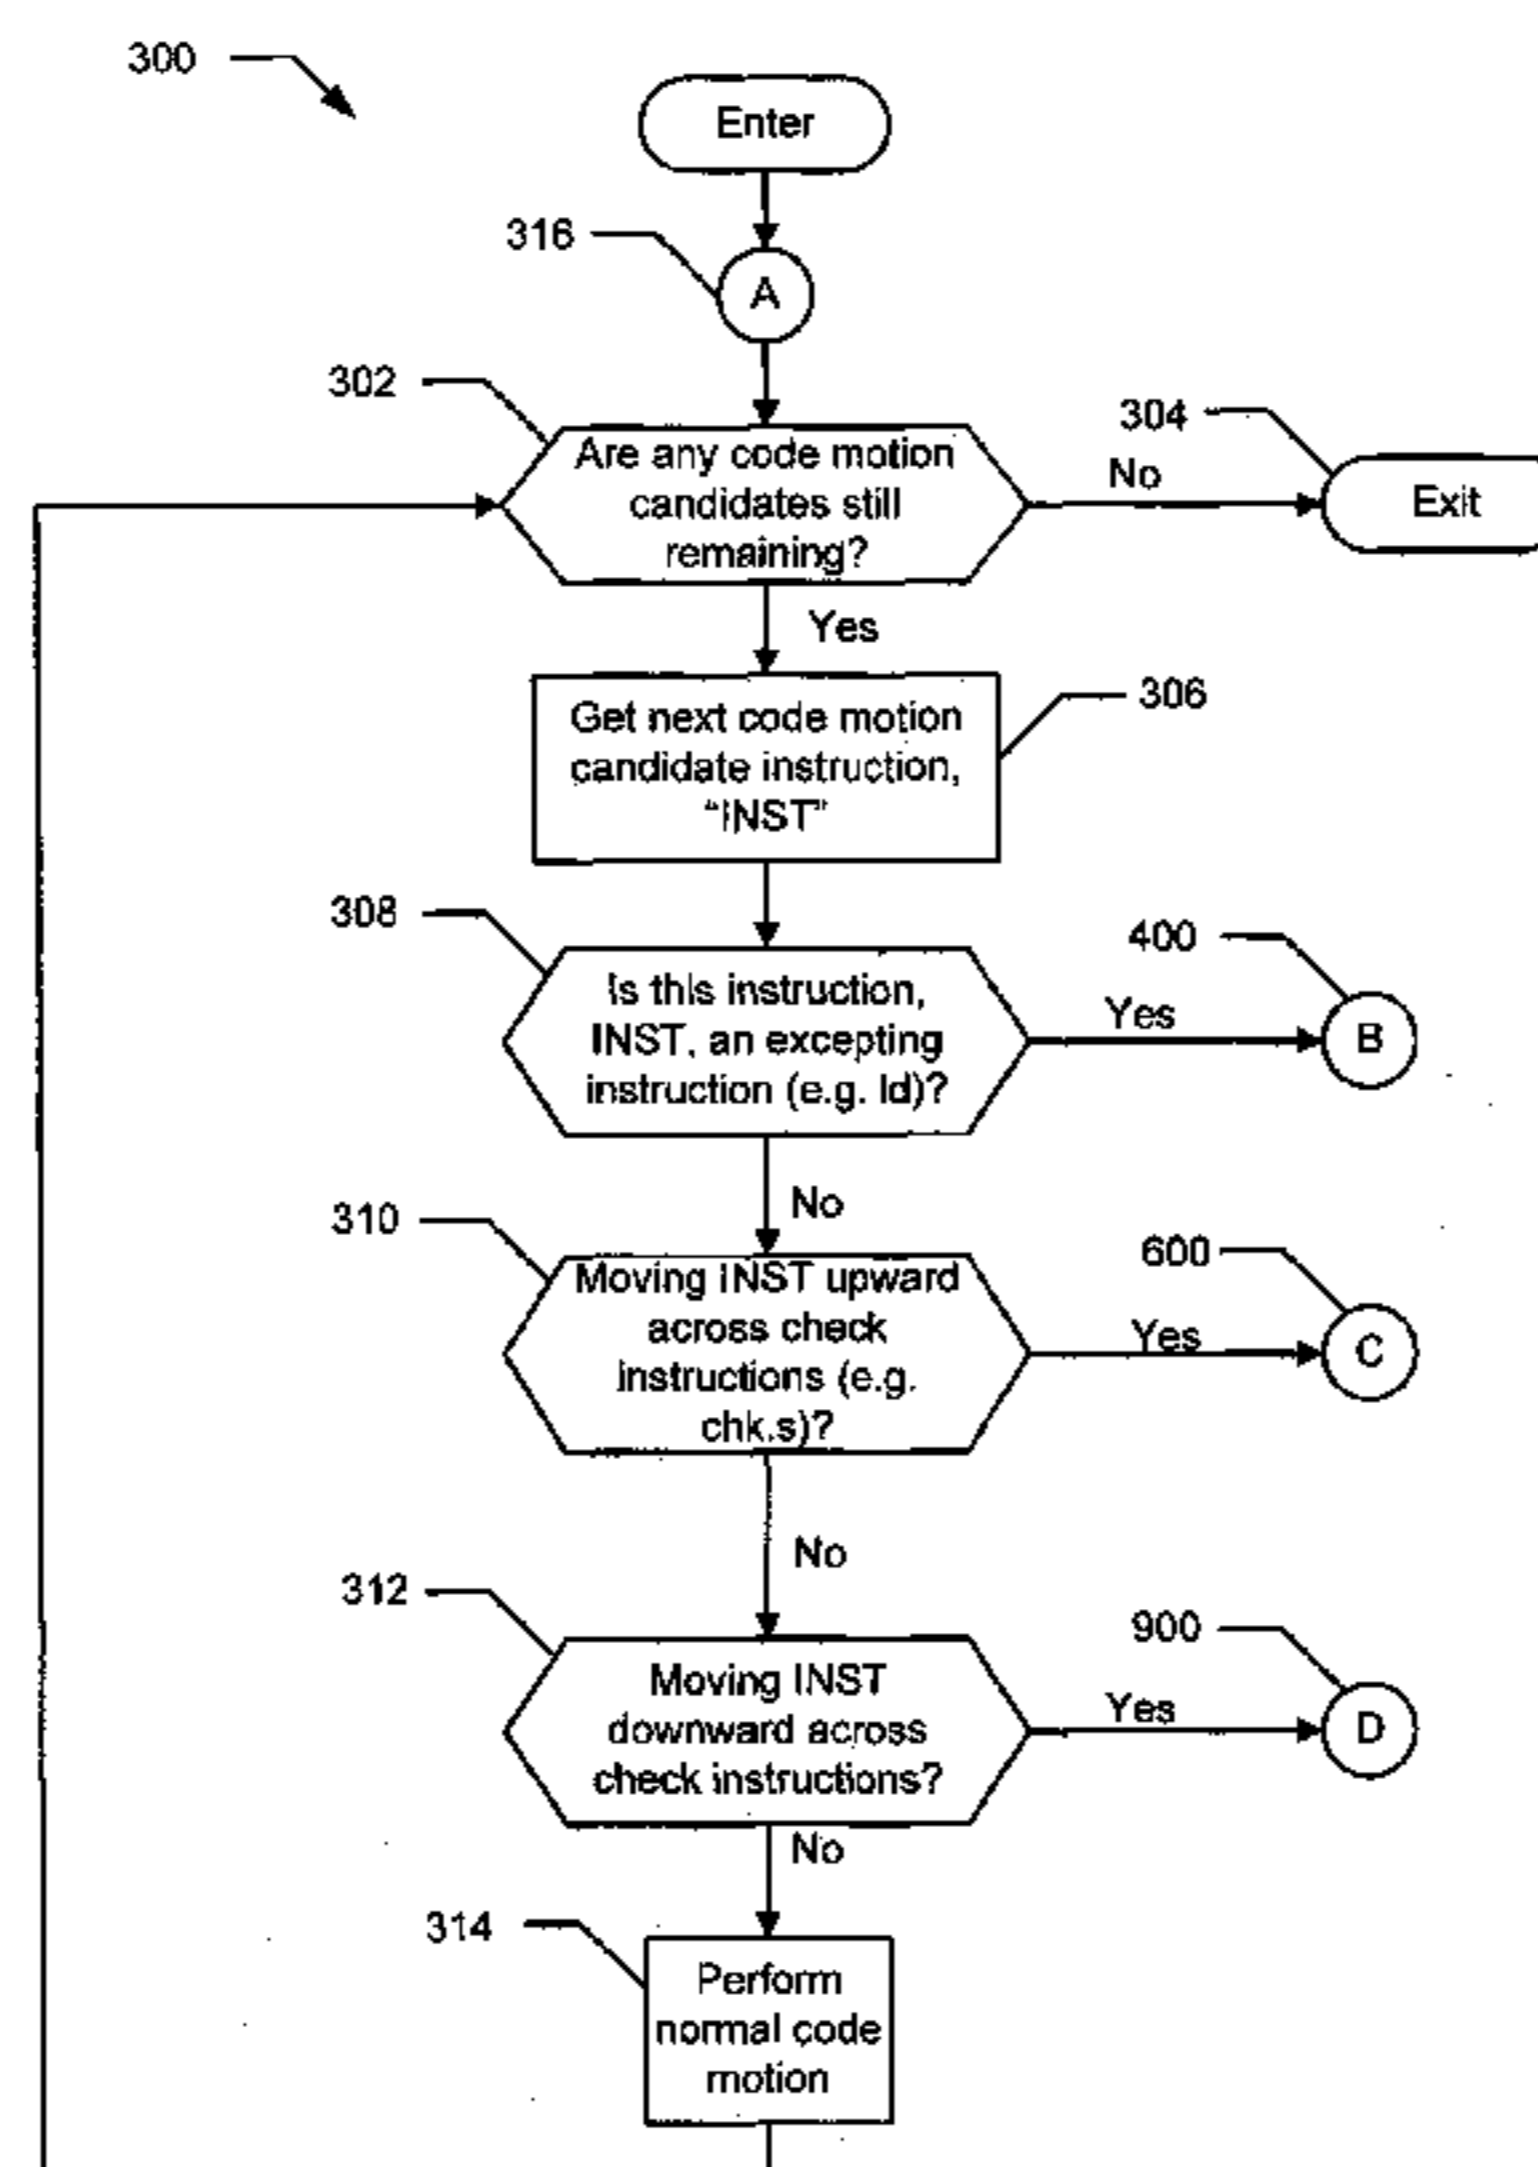 300
Enter
316
A
302
Are any code motion
candidates still
remaining?
304
No
Exit
Yes
Get next code motion
candidate instruction,
“INST”
306
308
Is this instruction,
INST, an excepting
instruction (e.g. ld)?
400
Yes
B
No
310
Moving INST upward
across check
instructions (e.g.
chk.s)?
600
Yes
C
No
312
Moving INST
downward across
check instructions?
900
Yes
D
No
314
Perform
normal code
motion